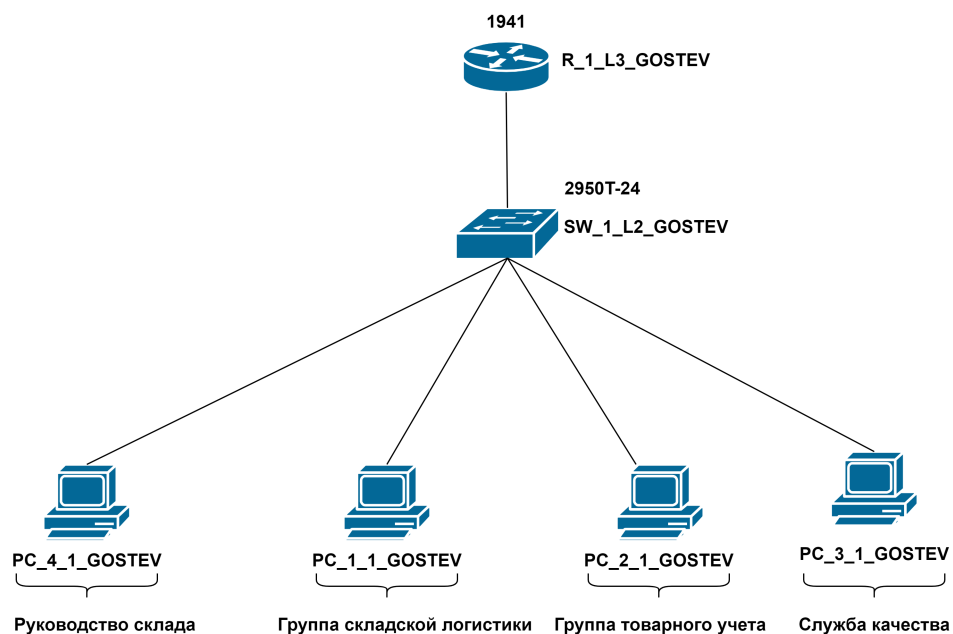 1941
R_1_L3_GOSTEV
2950T-24
SW_1_L2_GOSTEV
PC_4_1_GOSTEV
PC_1_1_GOSTEV
PC_2_1_GOSTEV
PC_3_1_GOSTEV
Руководство склада
Группа складской логистики
Группа товарного учета
Служба качества